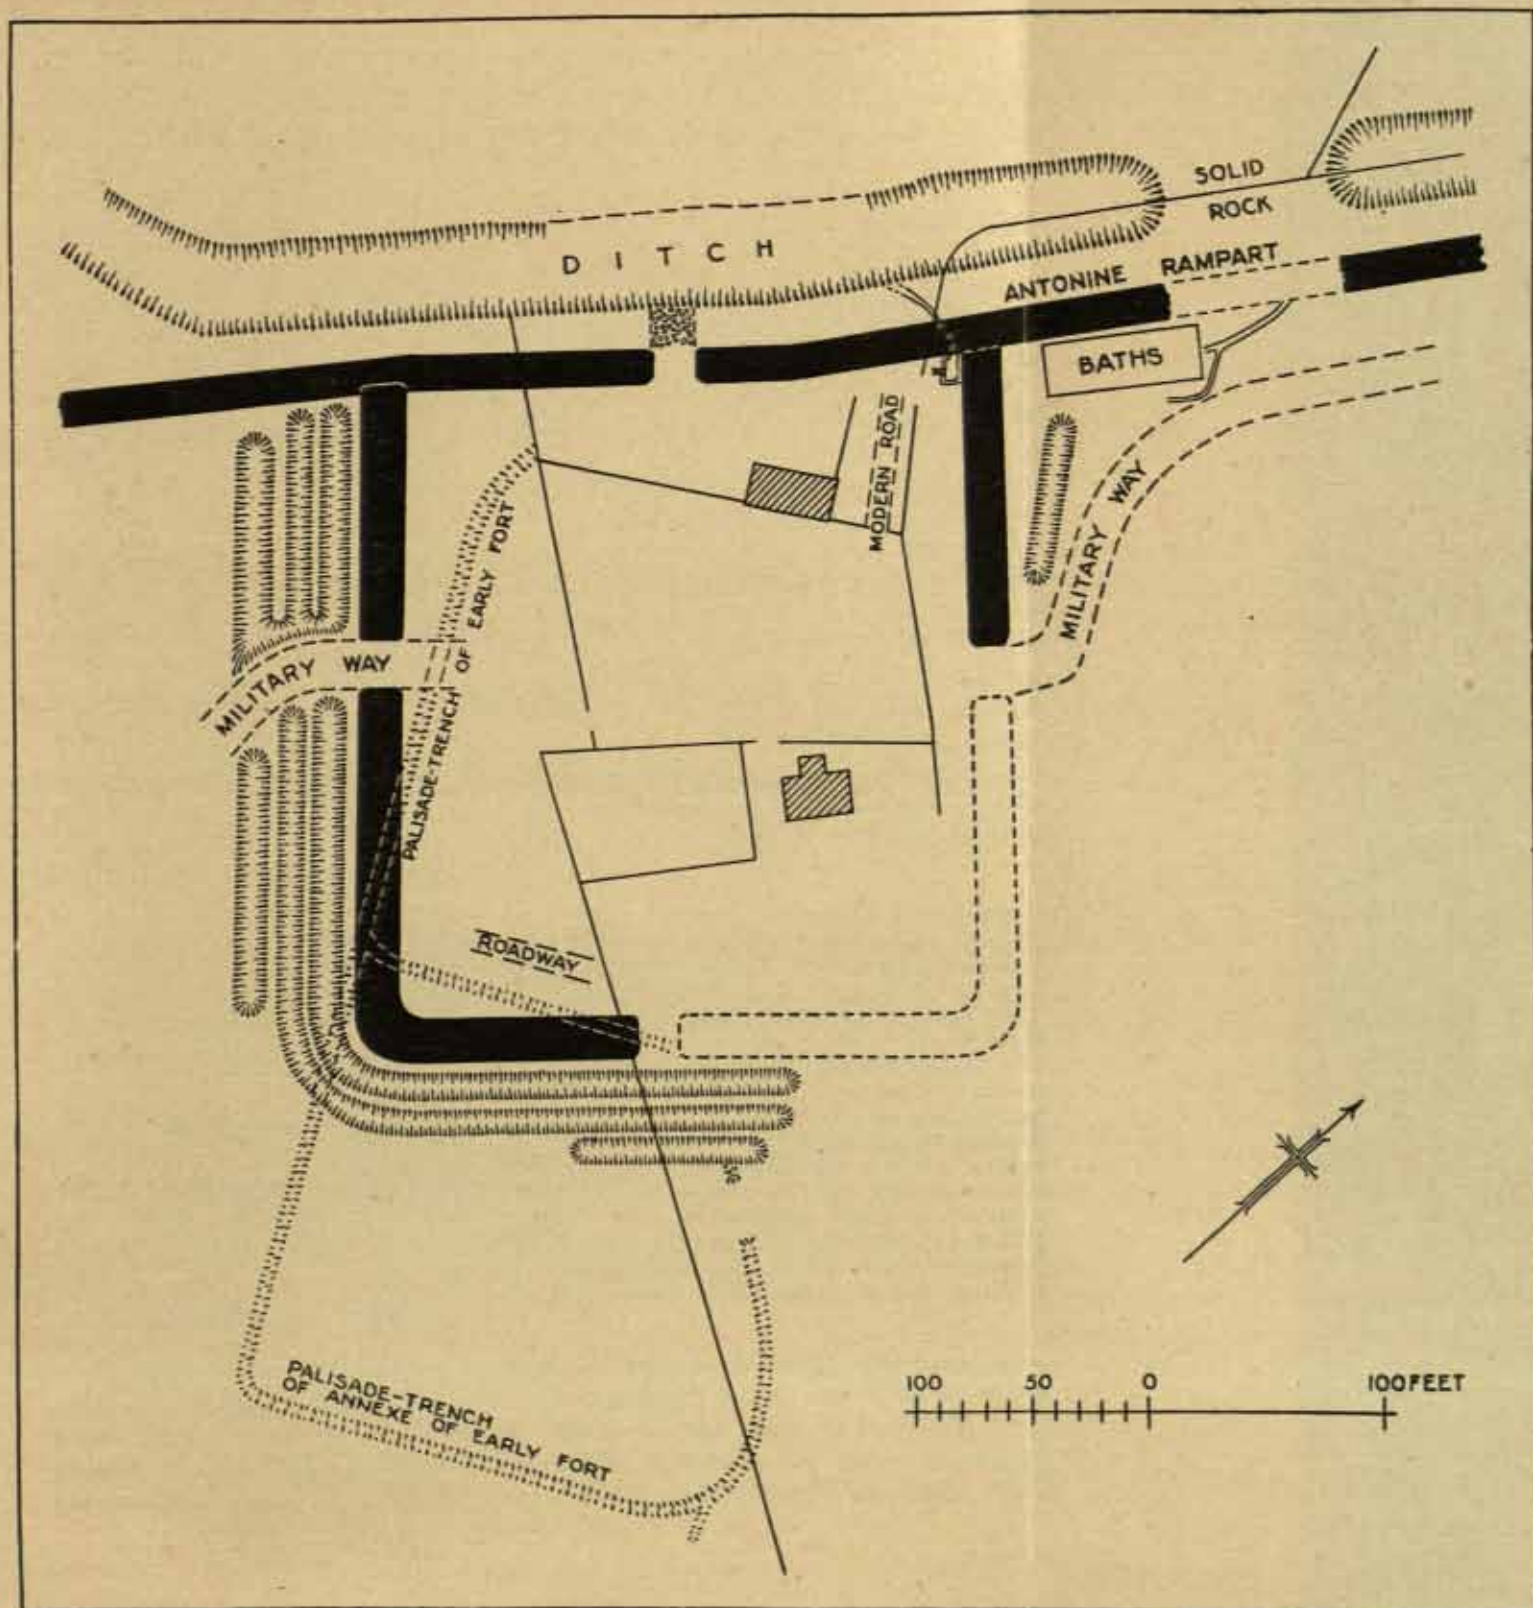 SOLID
ROCK
DITCH
ANTONINE RAMPART
BATHS
MODERN ROAD
MILITARY WAY
PALISADE-TRENCH OF EARLY FORT
MILITARY WAY
ROADWAY
PALISADE-TRENCH
OF ANNEXE OF EARLY FORT
100 50 0 100 FEET